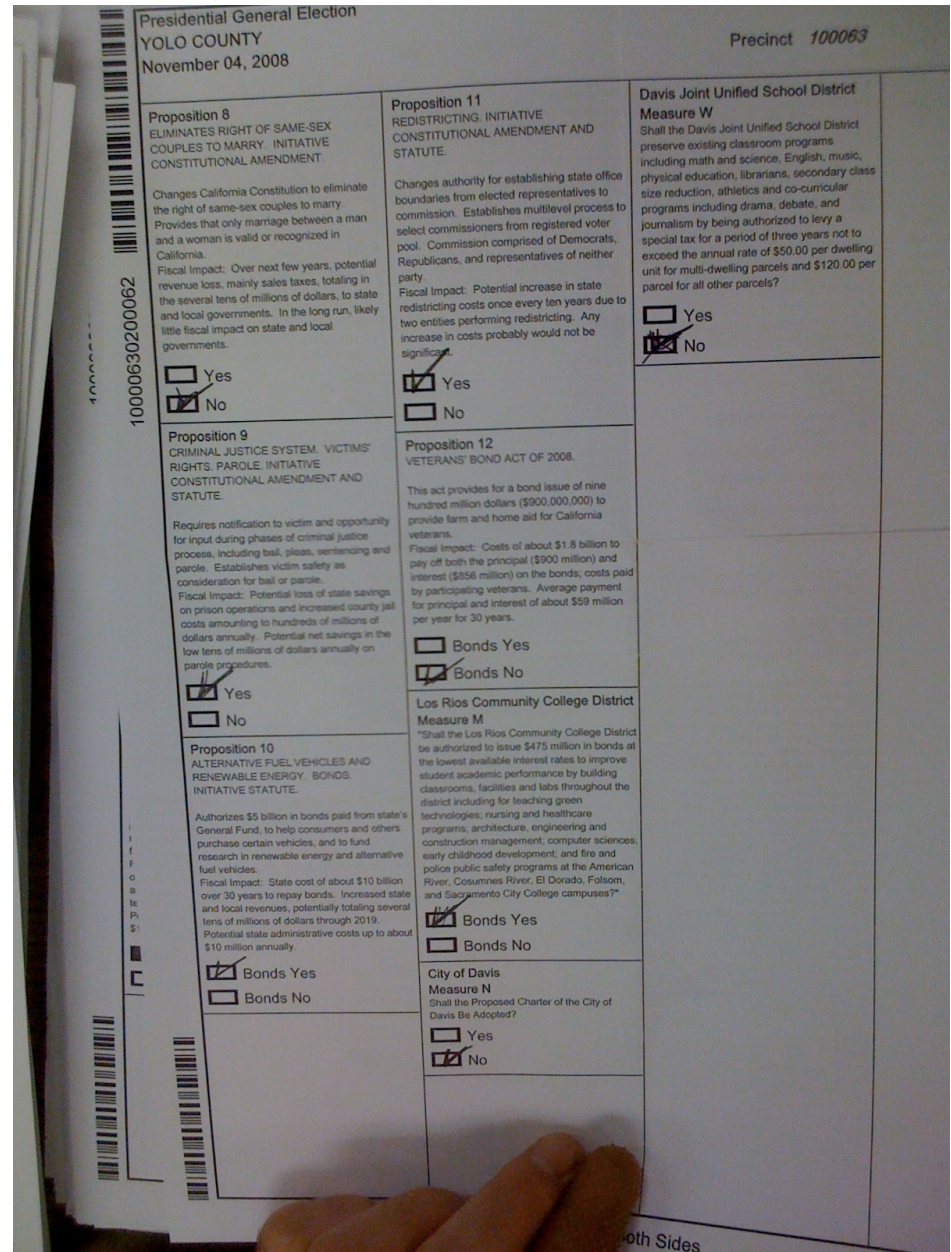 Presidential General Election
YOLO COUNTY
November 04, 2008
Precinct 100063
10000630200062
Proposition 8
ELIMINATES RIGHT OF SAME-SEX
COUPLES TO MARRY. INITIATIVE
CONSTITUTIONAL AMENDMENT.
Changes California Constitution to eliminate
the right of same-sex couples to marry.
Provides that only marriage between a man
and a woman is valid or recognized in
California.
Fiscal Impact: Over next few years, potential
revenue loss, mainly sales taxes, totaling in
the several tens of millions of dollars, to state
and local governments. In the long run, likely
little fiscal impact on state and local
governments.
Yes
No
Proposition 9
CRIMINAL JUSTICE SYSTEM. VICTIMS'
RIGHTS. PAROLE. INITIATIVE
CONSTITUTIONAL AMENDMENT AND
STATUTE.
Requires notification to victim and opportunity
for input during phases of criminal justice
process, including bail, pleas, sentencing and
parole. Establishes victim safety as
consideration for bail or parole.
Fiscal Impact: Potential loss of state savings
on prison operations and increased county jail
costs amounting to hundreds of millions of
dollars annually. Potential net savings in the
low tens of millions of dollars annually on
parole procedures.
Yes
No
Proposition 10
ALTERNATIVE FUEL VEHICLES AND
RENEWABLE ENERGY. BONDS.
INITIATIVE STATUTE.
Authorizes $5 billion in bonds paid from state's
General Fund, to help consumers and others
purchase certain vehicles, and to fund
research in renewable energy and alternative
fuel vehicles.
Fiscal Impact: State cost of about $10 billion
over 30 years to repay bonds. Increased state
and local revenues, potentially totaling several
tens of millions of dollars through 2019.
Potential state administrative costs up to about
$10 million annually.
Bonds Yes
Bonds No
Proposition 11
REDISTRICTING. INITIATIVE
CONSTITUTIONAL AMENDMENT AND
STATUTE.
Changes authority for establishing state office
boundaries from elected representatives to
commission. Establishes multilevel process to
select commissioners from registered voter
pool. Commission comprised of Democrats,
Republicans, and representatives of neither
party.
Fiscal Impact: Potential increase in state
redistricting costs once every ten years due to
two entities performing redistricting. Any
increase in costs probably would not be
significant.
Yes
No
Proposition 12
VETERANS' BOND ACT OF 2008.
This act provides for a bond issue of nine
hundred million dollars ($900,000,000) to
provide farm and home aid for California
veterans.
Fiscal Impact: Costs of about $1.8 billion to
pay off both the principal ($900 million) and
interest ($856 million) on the bonds; costs paid
by participating veterans. Average payment
for principal and interest of about $59 million
per year for 30 years.
Bonds Yes
Bonds No
Los Rios Community College District
Measure M
"Shall the Los Rios Community College District
be authorized to issue $475 million in bonds at
the lowest available interest rates to improve
student academic performance by building
classrooms, facilities and labs throughout the
district including for teaching green
technologies; nursing and healthcare
programs; architecture, engineering and
construction management; computer sciences,
early childhood development; and fire and
police public safety programs at the American
River, Cosumnes River, El Dorado, Folsom,
and Sacramento City College campuses?"
Bonds Yes
Bonds No
City of Davis
Measure N
Shall the Proposed Charter of the City of
Davis Be Adopted?
Yes
No
Davis Joint Unified School District
Measure W
Shall the Davis Joint Unified School District
preserve existing classroom programs
including math and science, English, music,
physical education, librarians, secondary class
size reduction, athletics and co-curricular
programs including drama, debate, and
journalism by being authorized to levy a
special tax for a period of three years not to
exceed the annual rate of $50.00 per dwelling
unit for multi-dwelling parcels and $120.00 per
parcel for all other parcels?
Yes
No
Sides